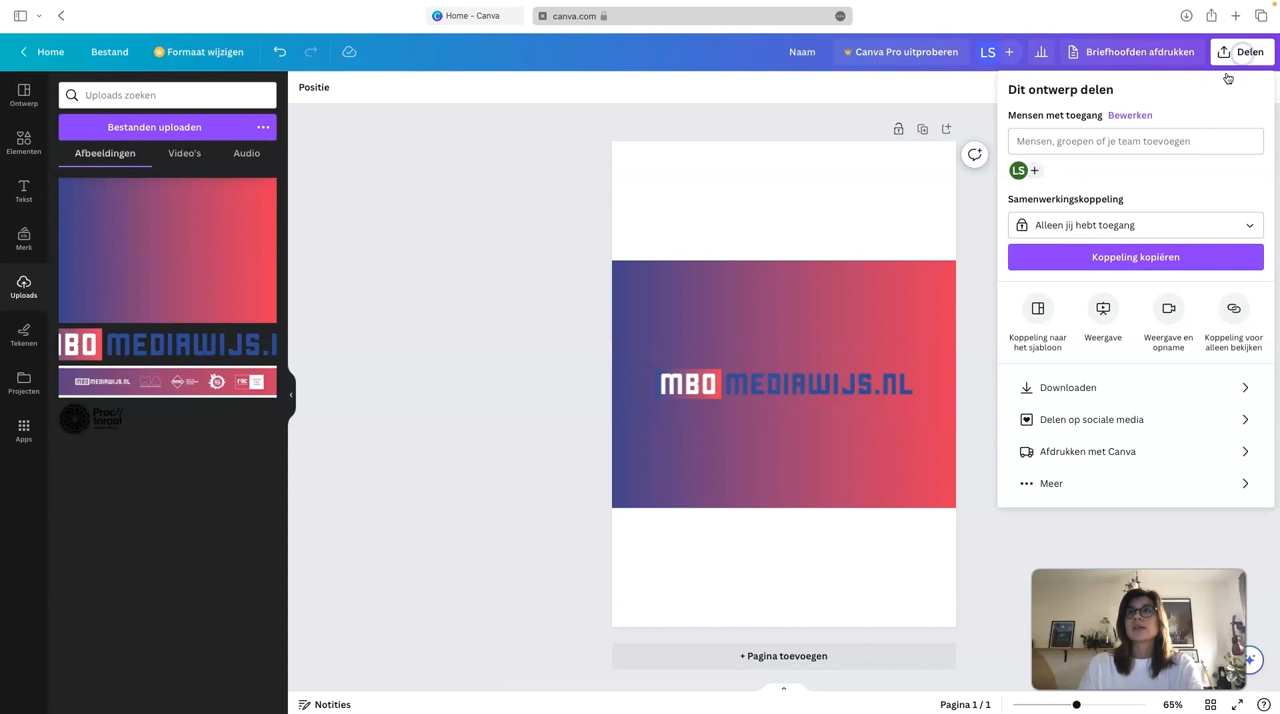 Home - Canva
canva.com
Home
Bestand
Formaat wijzigen
Naam
Canva Pro uitproberen
LS
Briefhoofden afdrukken
Delen
Ontwerp
Elementen
Tekst
Merk
Uploads
Tekenen
Projecten
Apps
Uploads zoeken
Bestanden uploaden
Afbeeldingen
Video's
Audio
MEDIAWIJS.
MBOMEDIAWIJS.NL
Proc//
toraat
Positie
MBO MEDIAWIJS.NL
+ Pagina toevoegen
Dit ontwerp delen
Mensen met toegang Bewerken
Mensen, groepen of je team toevoegen
LS
Samenwerkingskoppeling
Alleen jij hebt toegang
Koppeling kopiëren
Koppeling naar
het sjabloon
Weergave
Weergave en
opname
Koppeling voor
alleen bekijken
Downloaden
Delen op sociale media
Afdrukken met Canva
Meer
Notities
Pagina 1 / 1
65%